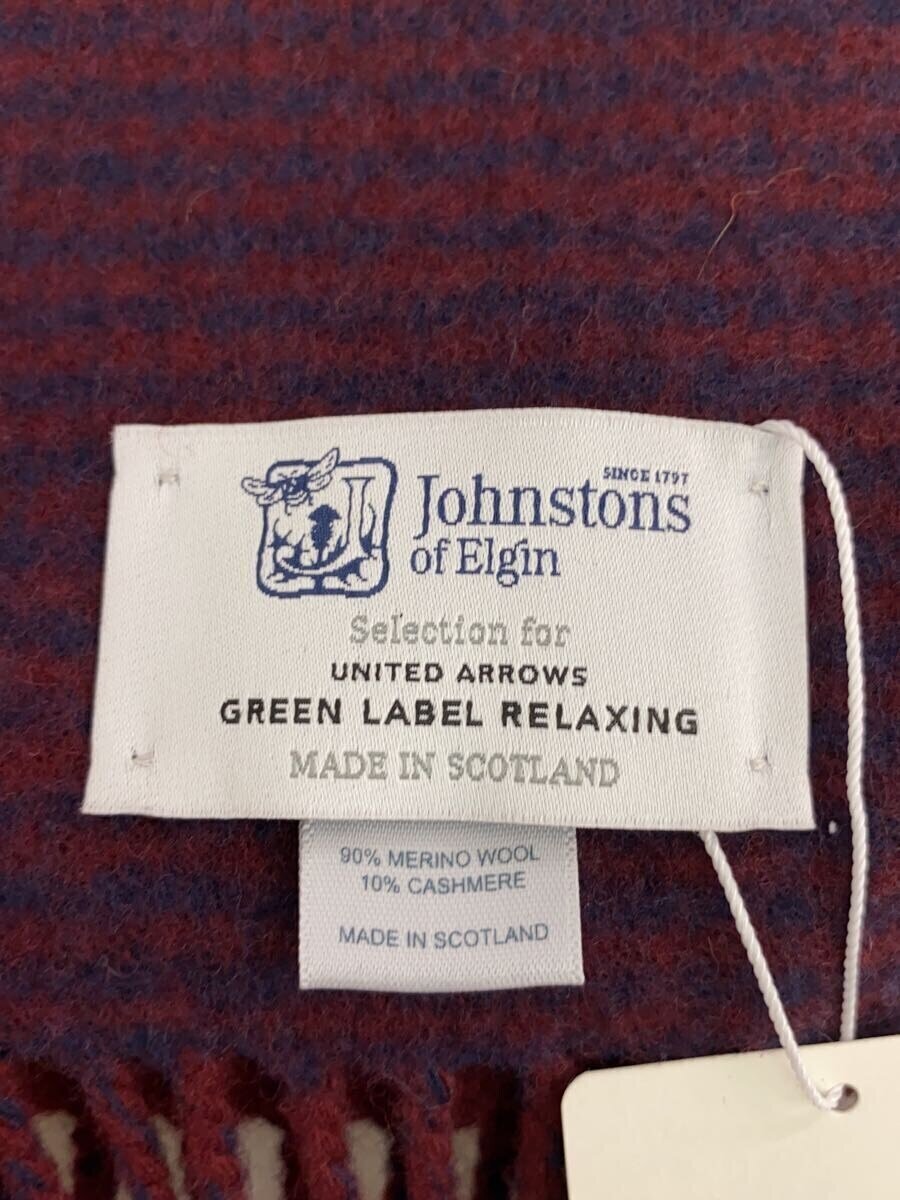 SINCE 1797
Johnstons
of Elgin
Selection for
UNITED ARROWS
GREEN LABEL RELAXING
MADE IN SCOTLAND
90% MERINO WOOL
10% CASHMERE
MADE IN SCOTLAND